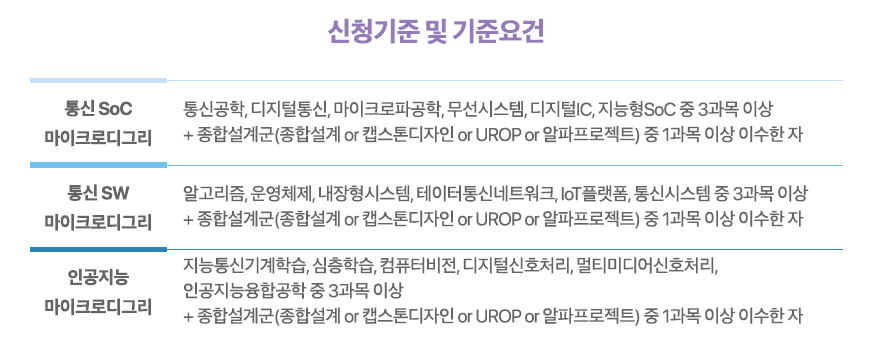 신청기준 및 기준요건
통신 SoC
마이크로디그리
통신공학, 디지털통신, 마이크로파공학, 무선시스템, 디지털IC, 지능형SoC 중 3과목 이상
+ 종합설계군(종합설계 or 캡스톤디자인 or UROP or 알파프로젝트) 중 1과목 이상 이수한 자
통신 SW
마이크로디그리
알고리즘, 운영체제, 내장형시스템, 테이터통신네트워크, IoT플랫폼, 통신시스템 중 3과목 이상
+ 종합설계군(종합설계 or 캡스톤디자인 or UROP or 알파프로젝트) 중 1과목 이상 이수한 자
인공지능
마이크로디그리
지능통신기계학습, 심층학습, 컴퓨터비전, 디지털신호처리, 멀티미디어신호처리,
인공지능융합공학 중 3과목 이상
+ 종합설계군(종합설계 or 캡스톤디자인 or UROP or 알파프로젝트) 중 1과목 이상 이수한 자